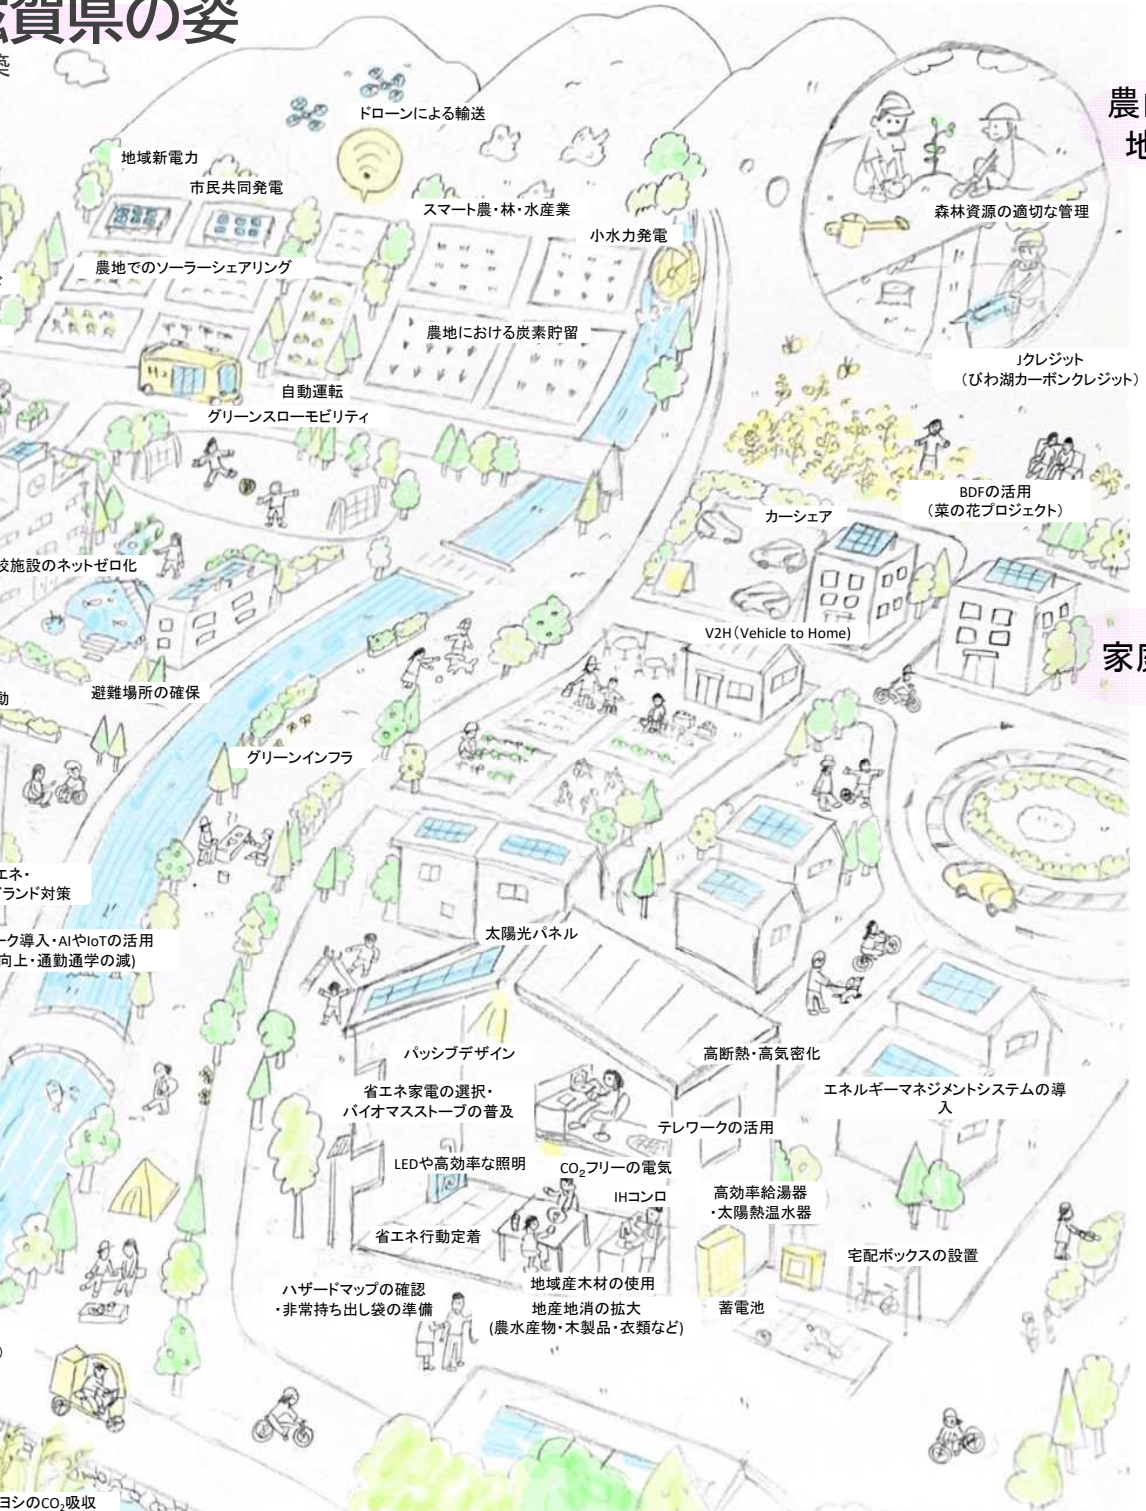 賀県の姿
築
ドローンによる輸送
農
地
地域新電力
市民共同発電
スマート農・林・水産業
森林資源の適切な管理
小水力発電
農地でのソーラーシェアリング
農地における炭素貯留
Jクレジット
（びわ湖カーボンクレジット）
自動運転
グリーンスローモビリティ
BDFの活用
（菜の花プロジェクト）
カーシェア
施設のネットゼロ化
V2H（Vehicle to Home)
家
動
避難場所の確保
グリーンインフラ
エネ・
ランド対策
太陽光パネル
ーク導入・AIやIoTの活用
向上・通勤通学の減)
パッシブデザイン
高断熱・高気密化
省エネ家電の選択・
バイオマスストーブの普及
エネルギーマネジメントシステムの導
入
テレワークの活用
LEDや高効率な照明
CO₂フリーの電気
IHコンロ
高効率給湯器
・太陽熱温水器
省エネ行動定着
宅配ボックスの設置
ハザードマップの確認
・非常持ち出し袋の準備
地域産木材の使用
地産地消の拡大
(農水産物・木製品・衣類など)
蓄電池
)
ヨシのCO₂吸収